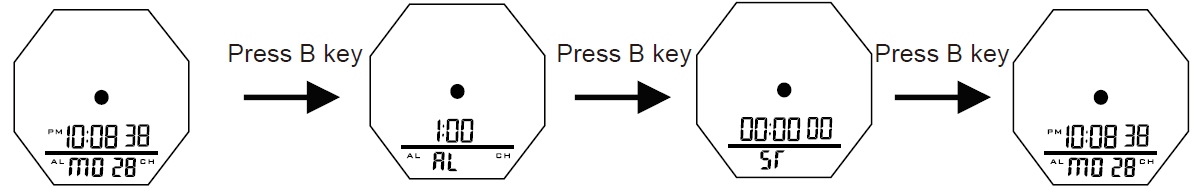 Press B key
Press B key
Press B key
PM 10:08 38
AL MO 28 CH
1:00
AL CH
AL
00:00 00
ST
PM 10:08 38
AL MO 28 CH